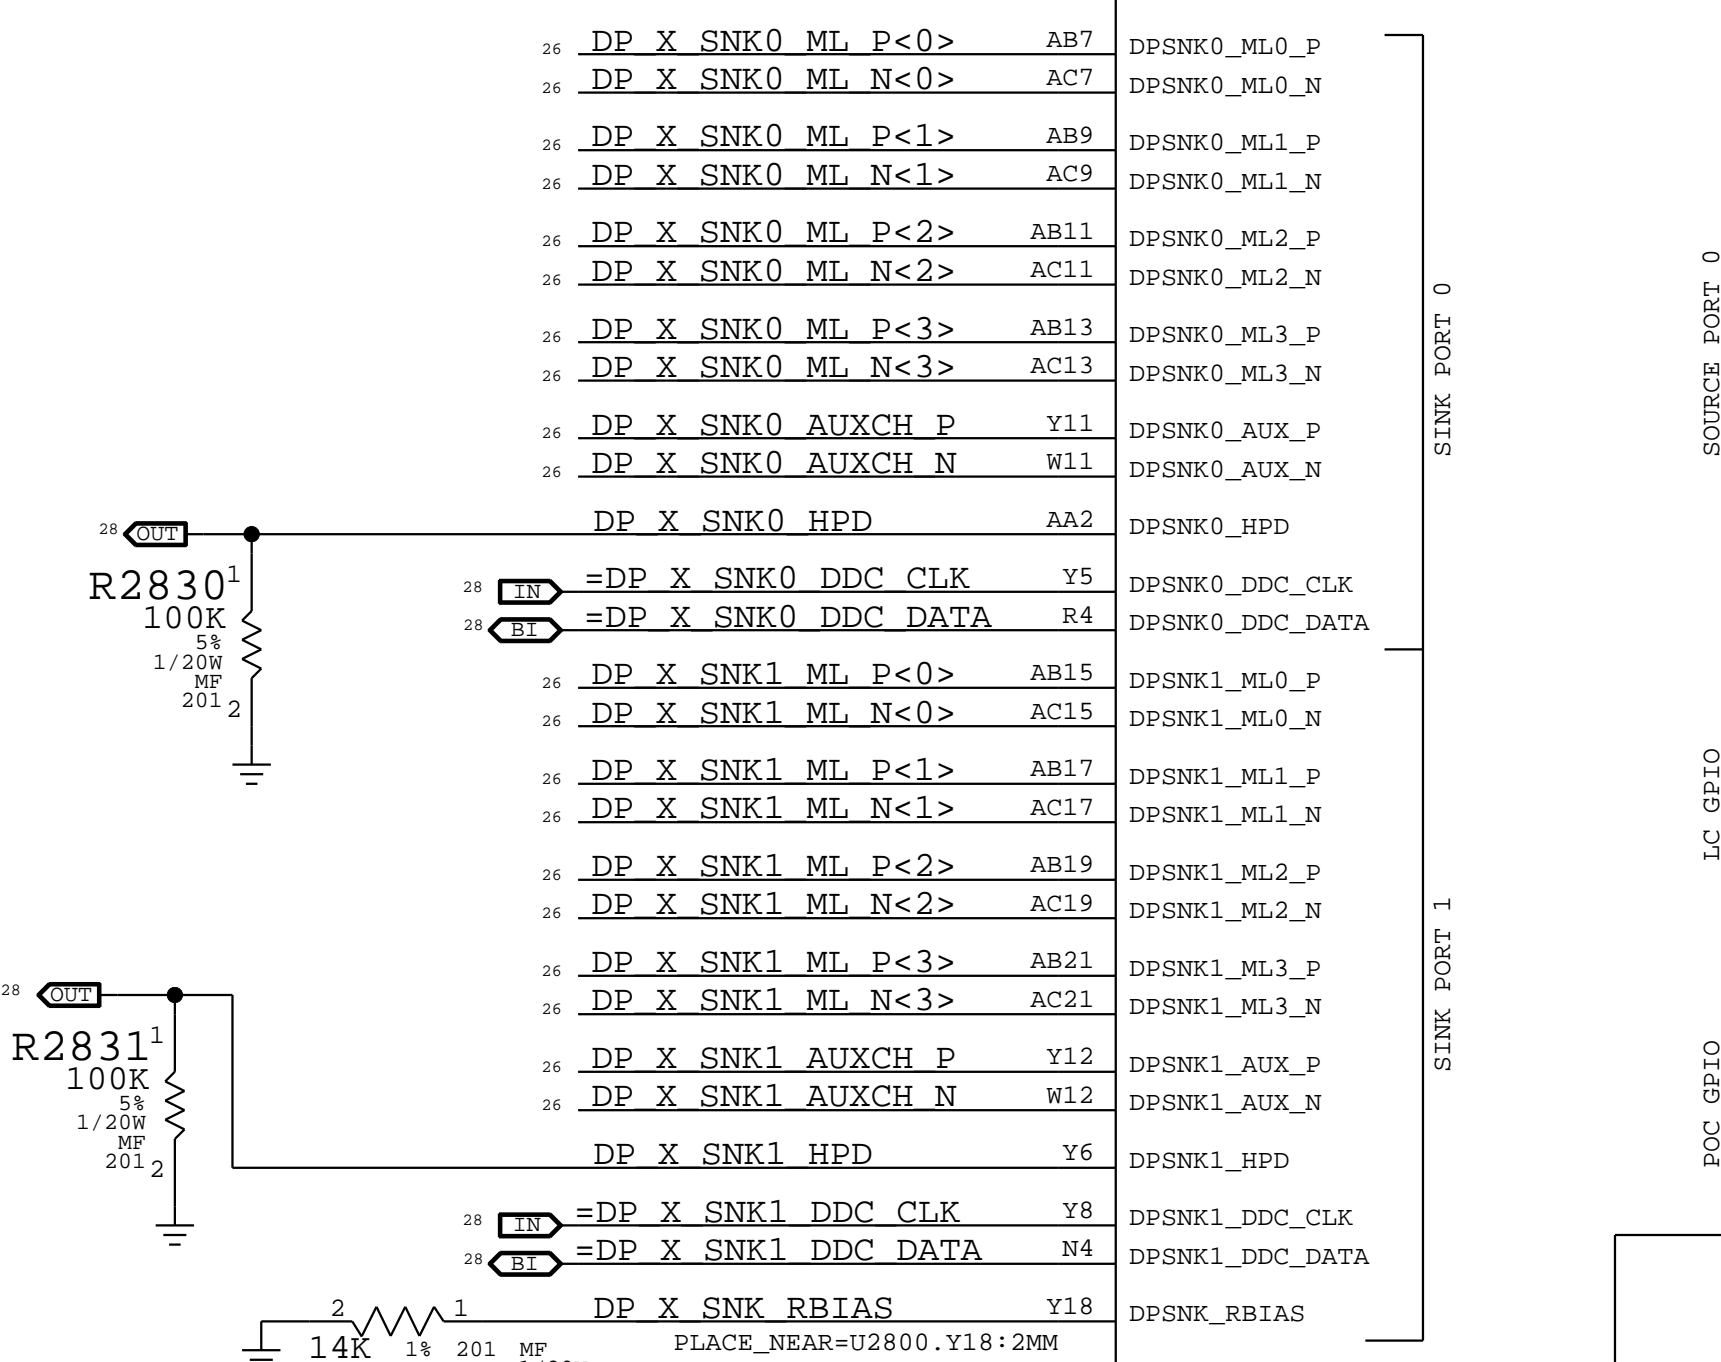 26 DP_X_SNK0_ML_P<0> AB7 DPSNK0_ML0_P
26 DP_X_SNK0_ML_N<0> AC7 DPSNK0_ML0_N
26 DP_X_SNK0_ML_P<1> AB9 DPSNK0_ML1_P
26 DP_X_SNK0_ML_N<1> AC9 DPSNK0_ML1_N
26 DP_X_SNK0_ML_P<2> AB11 DPSNK0_ML2_P
26 DP_X_SNK0_ML_N<2> AC11 DPSNK0_ML2_N
26 DP_X_SNK0_ML_P<3> AB13 DPSNK0_ML3_P
26 DP_X_SNK0_ML_N<3> AC13 DPSNK0_ML3_N
26 DP_X_SNK0_AUXCH_P Y11 DPSNK0_AUX_P
26 DP_X_SNK0_AUXCH_N W11 DPSNK0_AUX_N
SINK PORT 0
SOURCE PORT 0
28 OUT DP_X_SNK0_HPD AA2 DPSNK0_HPD
28 IN =DP_X_SNK0_DDC_CLK Y5 DPSNK0_DDC_CLK
28 BI =DP_X_SNK0_DDC_DATA R4 DPSNK0_DDC_DATA
R2830 1
100K
5%
1/20W
MF
201 2
26 DP_X_SNK1_ML_P<0> AB15 DPSNK1_ML0_P
26 DP_X_SNK1_ML_N<0> AC15 DPSNK1_ML0_N
26 DP_X_SNK1_ML_P<1> AB17 DPSNK1_ML1_P
26 DP_X_SNK1_ML_N<1> AC17 DPSNK1_ML1_N
LC GPIO
26 DP_X_SNK1_ML_P<2> AB19 DPSNK1_ML2_P
26 DP_X_SNK1_ML_N<2> AC19 DPSNK1_ML2_N
26 DP_X_SNK1_ML_P<3> AB21 DPSNK1_ML3_P
26 DP_X_SNK1_ML_N<3> AC21 DPSNK1_ML3_N
SINK PORT 1
28 OUT
R2831 1
100K
5%
1/20W
MF
201 2
26 DP_X_SNK1_AUXCH_P Y12 DPSNK1_AUX_P
26 DP_X_SNK1_AUXCH_N W12 DPSNK1_AUX_N
POC GPIO
DP_X_SNK1_HPD Y6 DPSNK1_HPD
28 IN =DP_X_SNK1_DDC_CLK Y8 DPSNK1_DDC_CLK
28 BI =DP_X_SNK1_DDC_DATA N4 DPSNK1_DDC_DATA
2 1 DP_X_SNK_RBIAS Y18 DPSNK_RBIAS
14K 1% 201 MF PLACE_NEAR=U2800.Y18:2MM